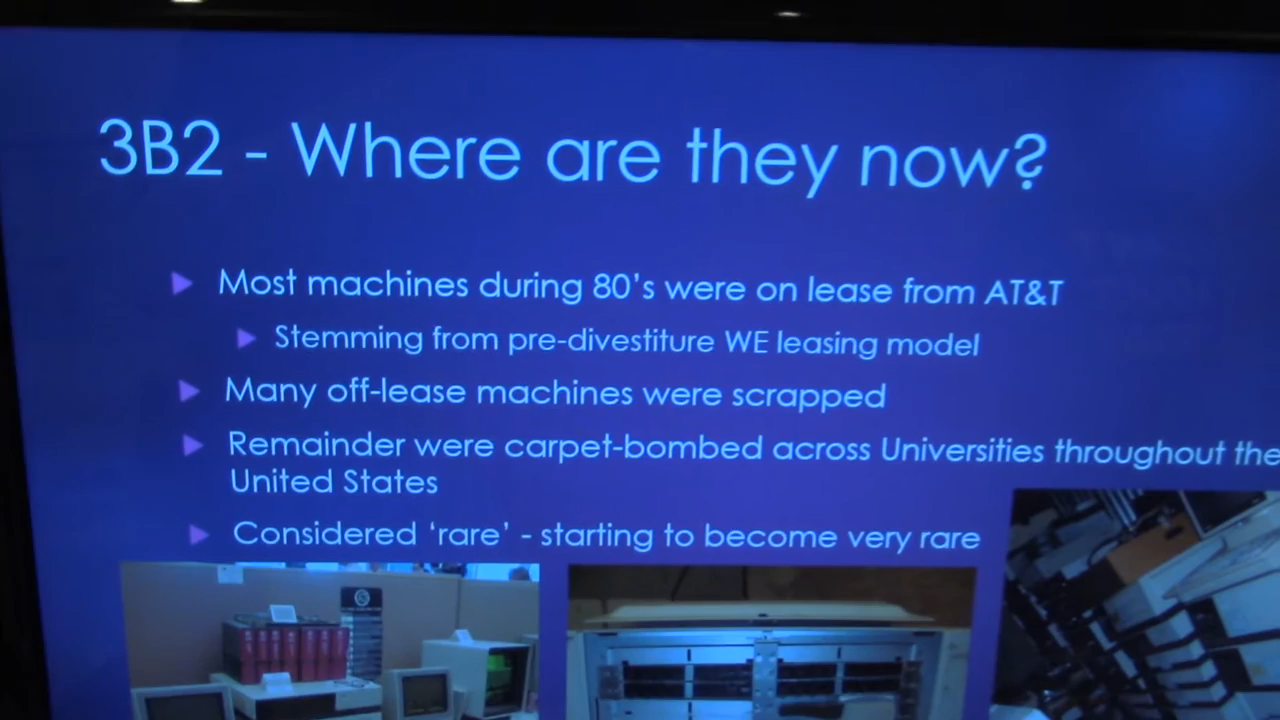 3B2 - Where are they now?
Most machines during 80's were on lease from AT&T
Stemming from pre-divestiture WE leasing model
Many off-lease machines were scrapped
Remainder were carpet-bombed across Universities throughout the
United States
Considered ‘rare’ - starting to become very rare